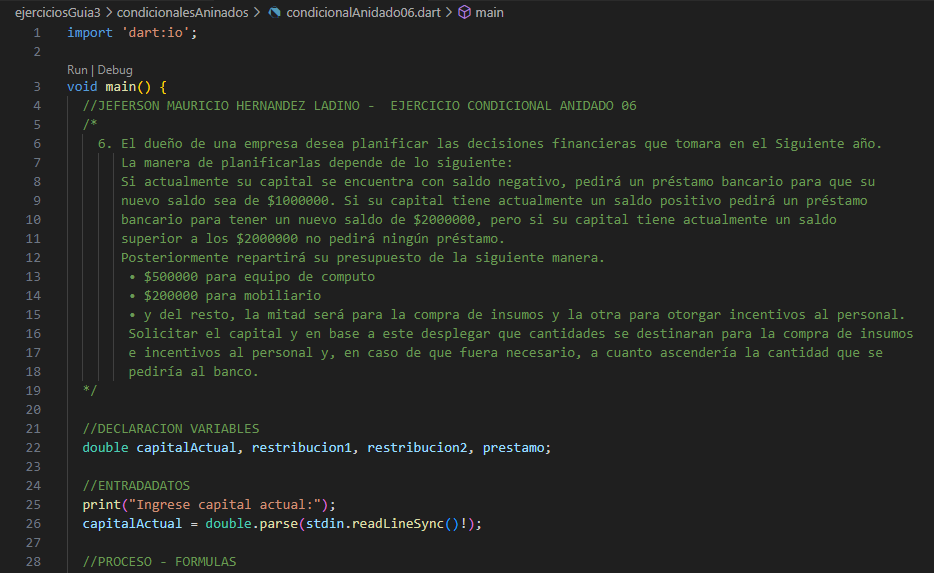 ejerciciosGuia3 > condicionalesAninados > condicionalAnidado06.dart > main
1 import 'dart:io';
2
Run | Debug
3 void main() {
4 //JEFERSON MAURICIO HERNANDEZ LADINO - EJERCICIO CONDICIONAL ANIDADO 06
5 /*
6 6. El dueño de una empresa desea planificar las decisiones financieras que tomara en el Siguiente año.
7 La manera de planificarlas depende de lo siguiente:
8 Si actualmente su capital se encuentra con saldo negativo, pedirá un préstamo bancario para que su
9 nuevo saldo sea de $1000000. Si su capital tiene actualmente un saldo positivo pedirá un préstamo
10 bancario para tener un nuevo saldo de $2000000, pero si su capital tiene actualmente un saldo
11 superior a los $2000000 no pedirá ningún préstamo.
12 Posteriormente repartirá su presupuesto de la siguiente manera.
13 • $500000 para equipo de computo
14 • $200000 para mobiliario
15 • y del resto, la mitad será para la compra de insumos y la otra para otorgar incentivos al personal.
16 Solicitar el capital y en base a este desplegar que cantidades se destinaran para la compra de insumos
17 e incentivos al personal y, en caso de que fuera necesario, a cuanto ascendería la cantidad que se
18 pediría al banco.
19 */
20
21 //DECLARACION VARIABLES
22 double capitalActual, restribucion1, restribucion2, prestamo;
23
24 //ENTRADADATOS
25 print("Ingrese capital actual:");
26 capitalActual = double.parse(stdin.readLineSync()!);
27
28 //PROCESO - FORMULAS